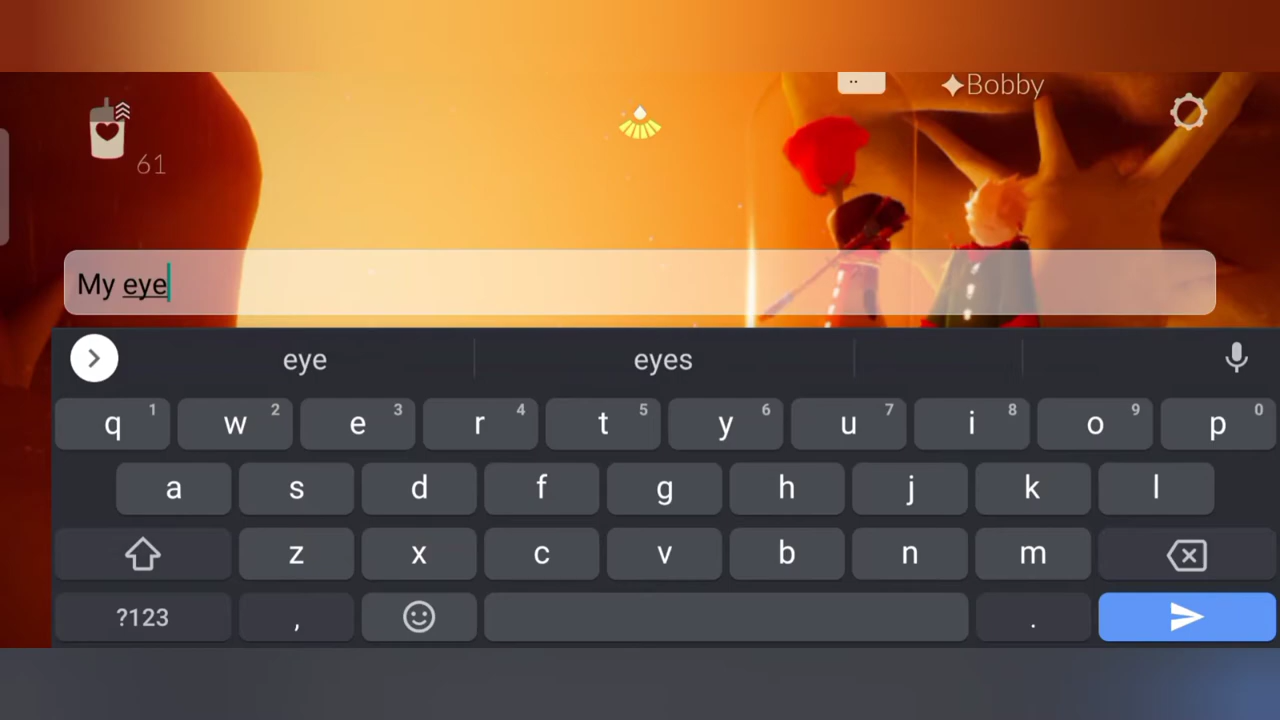 Bobby
61
My eye
eye eyes
q 1 w 2 e 3 r 4 t 5 y 6 u 7 i 8 o 9 p 0
a s d f g h j k l
z x c v b n m
?123 , .